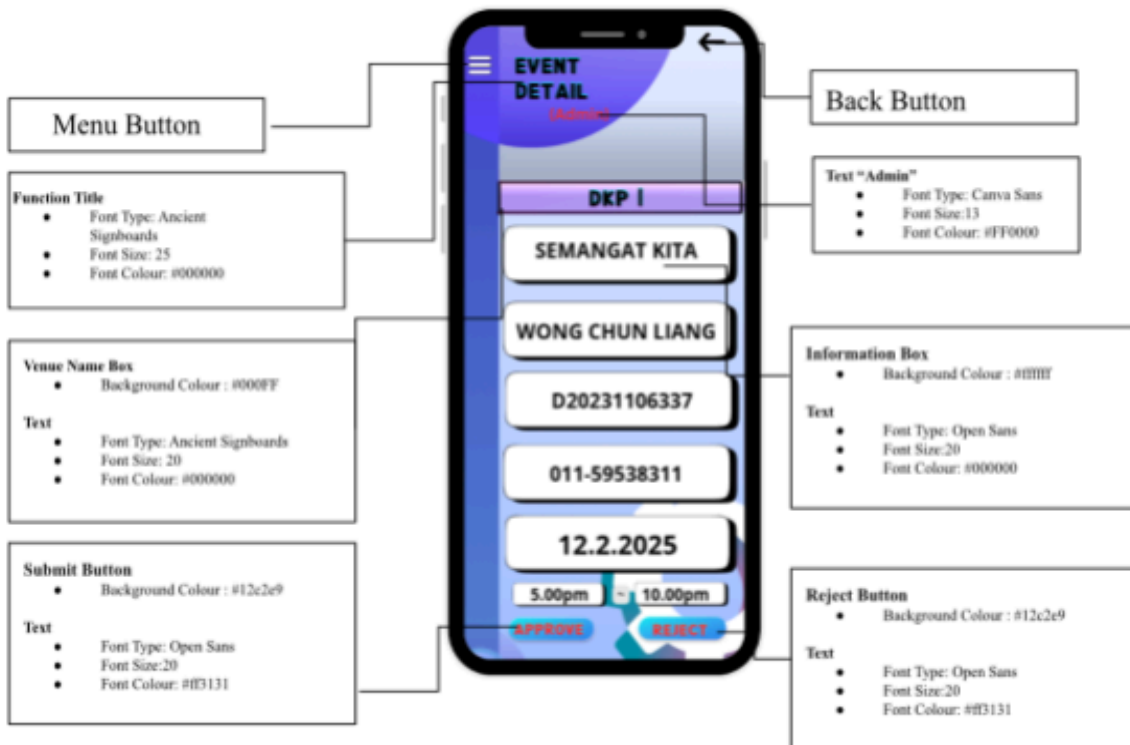 Menu Button
Function Title
● Font Type: Ancient
Signboards
● Font Size: 25
● Font Colour: #000000
Venue Name Box
● Background Colour : #000FF
Text
● Font Type: Ancient Signboards
● Font Size: 20
● Font Colour: #000000
Submit Button
● Background Colour : #12c2e9
Text
● Font Type: Open Sans
● Font Size:20
● Font Colour: #ff3131
EVENT
DETAIL
(Admin)
DKP 1
SEMANGAT KITA
WONG CHUN LIANG
D20231106337
011-59538311
12.2.2025
5.00pm ~ 10.00pm
APPROVE REJECT
Back Button
Text “Admin”
● Font Type: Canva Sans
● Font Size:13
● Font Colour: #FF0000
Information Box
● Background Colour : #ffffff
Text
● Font Type: Open Sans
● Font Size:20
● Font Colour: #000000
Reject Button
● Background Colour : #12c2e9
Text
● Font Type: Open Sans
● Font Size:20
● Font Colour: #ff3131